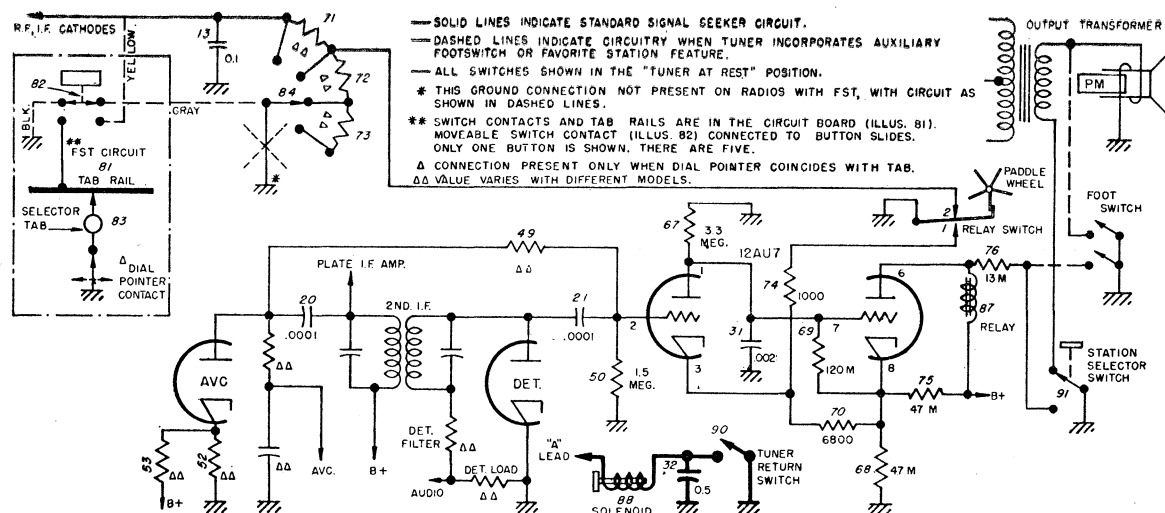 R.F., I.F. CATHODES
13
0.1
71
ΔΔ
72
ΔΔ
84
ΔΔ
73
*
YELLOW
82
BLK.
GRAY
**
FST CIRCUIT
81
TAB RAIL
SELECTOR
TAB
83
Δ DIAL
POINTER
CONTACT
SOLID LINES INDICATE STANDARD SIGNAL SEEKER CIRCUIT.
DASHED LINES INDICATE CIRCUITRY WHEN TUNER INCORPORATES AUXILIARY
FOOTSWITCH OR FAVORITE STATION FEATURE.
ALL SWITCHES SHOWN IN THE "TUNER AT REST" POSITION.
* THIS GROUND CONNECTION NOT PRESENT ON RADIOS WITH FST, WITH CIRCUIT AS
SHOWN IN DASHED LINES.
** SWITCH CONTACTS AND TAB RAILS ARE IN THE CIRCUIT BOARD (ILLUS. 81).
MOVEABLE SWITCH CONTACT (ILLUS. 82) CONNECTED TO BUTTON SLIDES.
ONLY ONE BUTTON IS SHOWN. THERE ARE FIVE.
Δ CONNECTION PRESENT ONLY WHEN DIAL POINTER COINCIDES WITH TAB.
ΔΔ VALUE VARIES WITH DIFFERENT MODELS.
OUTPUT TRANSFORMER
PM
PADDLE
WHEEL
2
1
RELAY SWITCH
FOOT
SWITCH
67
3.3
MEG.
12AU7
49
ΔΔ
PLATE I.F. AMP.
20
.0001
2ND. I.F.
21
.0001
1
2
3
31
.002
74
1000
69
120 M
6
7
8
76
13 M
87
RELAY
AVC
ΔΔ
DET.
50
1.5
MEG.
75
47 M
B+
STATION
SELECTOR
SWITCH
91
70
6800
53
ΔΔ
52
ΔΔ
B+
ΔΔ
AVC.
B+
DET.
FILTER
ΔΔ
AUDIO
DET. LOAD
ΔΔ
"A"
LEAD
88
SOLENOID
32
0.5
90
TUNER
RETURN
SWITCH
68
47 M